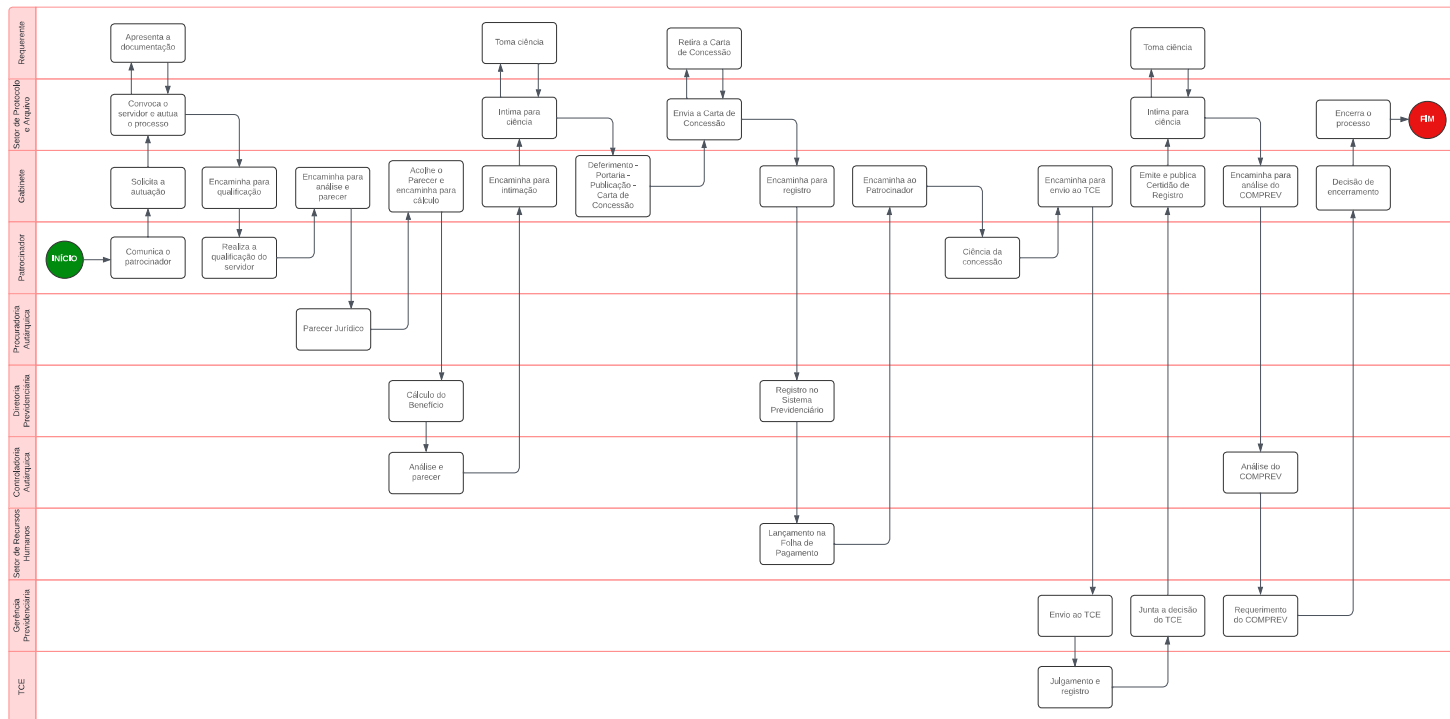 Requerente
Apresenta a
documentação
Toma ciência
Retira a Carta
de Concessão
Toma ciência
Setor de Protocolo
e Arquivo
Convoca o
servidor e autua
o processo
Intima para
ciência
Envia a Carta de
Concessão
Intima para
ciência
Encerra o
processo
FIM
Gabinete
Solicita a
autuação
Encaminha para
qualificação
Encaminha para
análise e
parecer
Acolhe o
Parecer e
encaminha para
cálculo
Encaminha para
intimação
Deferimento -
Portaria -
Publicação -
Carta de
Concessão
Encaminha para
registro
Encaminha ao
Patrocinador
Encaminha para
envio ao TCE
Emite e publica
Certidão de
Registro
Encaminha para
análise do
COMPREV
Decisão de
encerramento
Patrocinador
INÍCIO
Comunica o
patrocinador
Realiza a
qualificação do
servidor
Ciência da
concessão
Procuradoria
Autárquica
Parecer Jurídico
Diretoria
Previdenciária
Cálculo do
Benefício
Registro no
Sistema
Previdenciário
Controladoria
Autárquica
Análise e
parecer
Análise do
COMPREV
Setor de Recursos
Humanos
Lançamento na
Folha de
Pagamento
Gerência
Previdenciária
Envio ao TCE
Junta a decisão
do TCE
Requerimento
do COMPREV
TCE
Julgamento e
registro